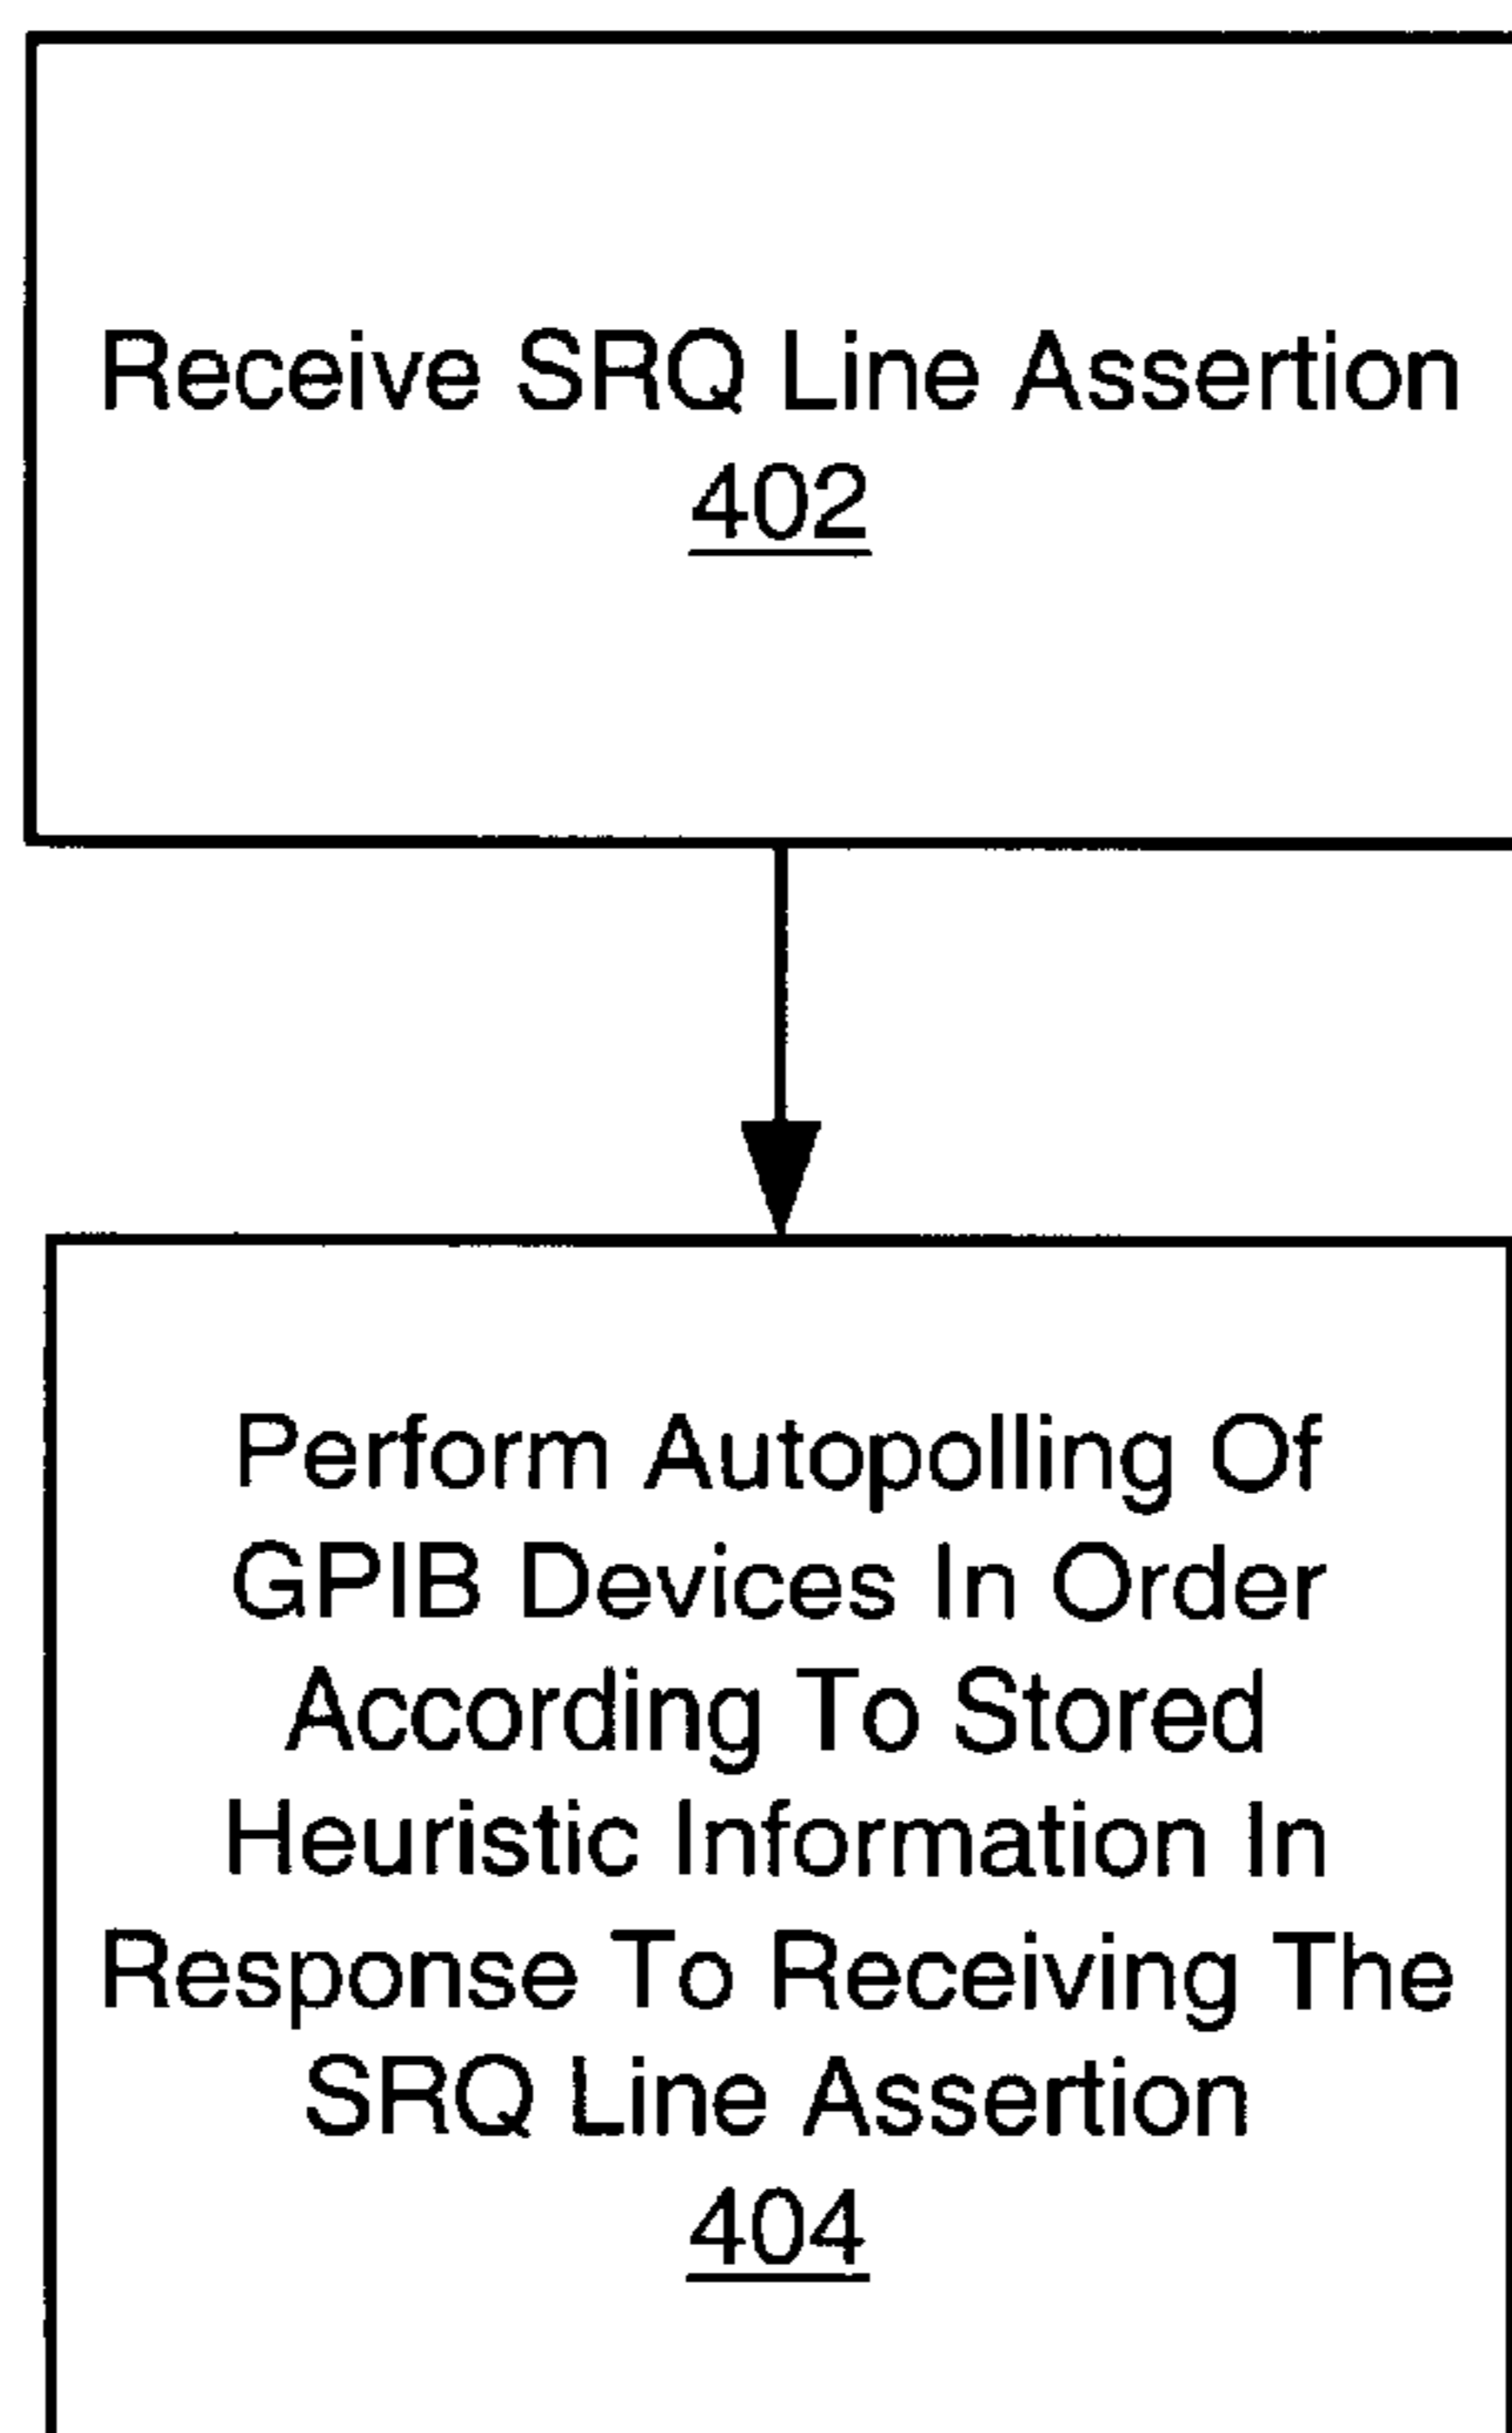 Receive SRQ Line Assertion
402
Perform Autopolling Of
GPIB Devices In Order
According To Stored
Heuristic Information In
Response To Receiving The
SRQ Line Assertion
404